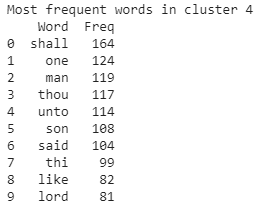 Most frequent words in cluster 4
Word Freq
0 shall 164
1 one 124
2 man 119
3 thou 117
4 unto 114
5 son 108
6 said 104
7 thi 99
8 like 82
9 lord 81